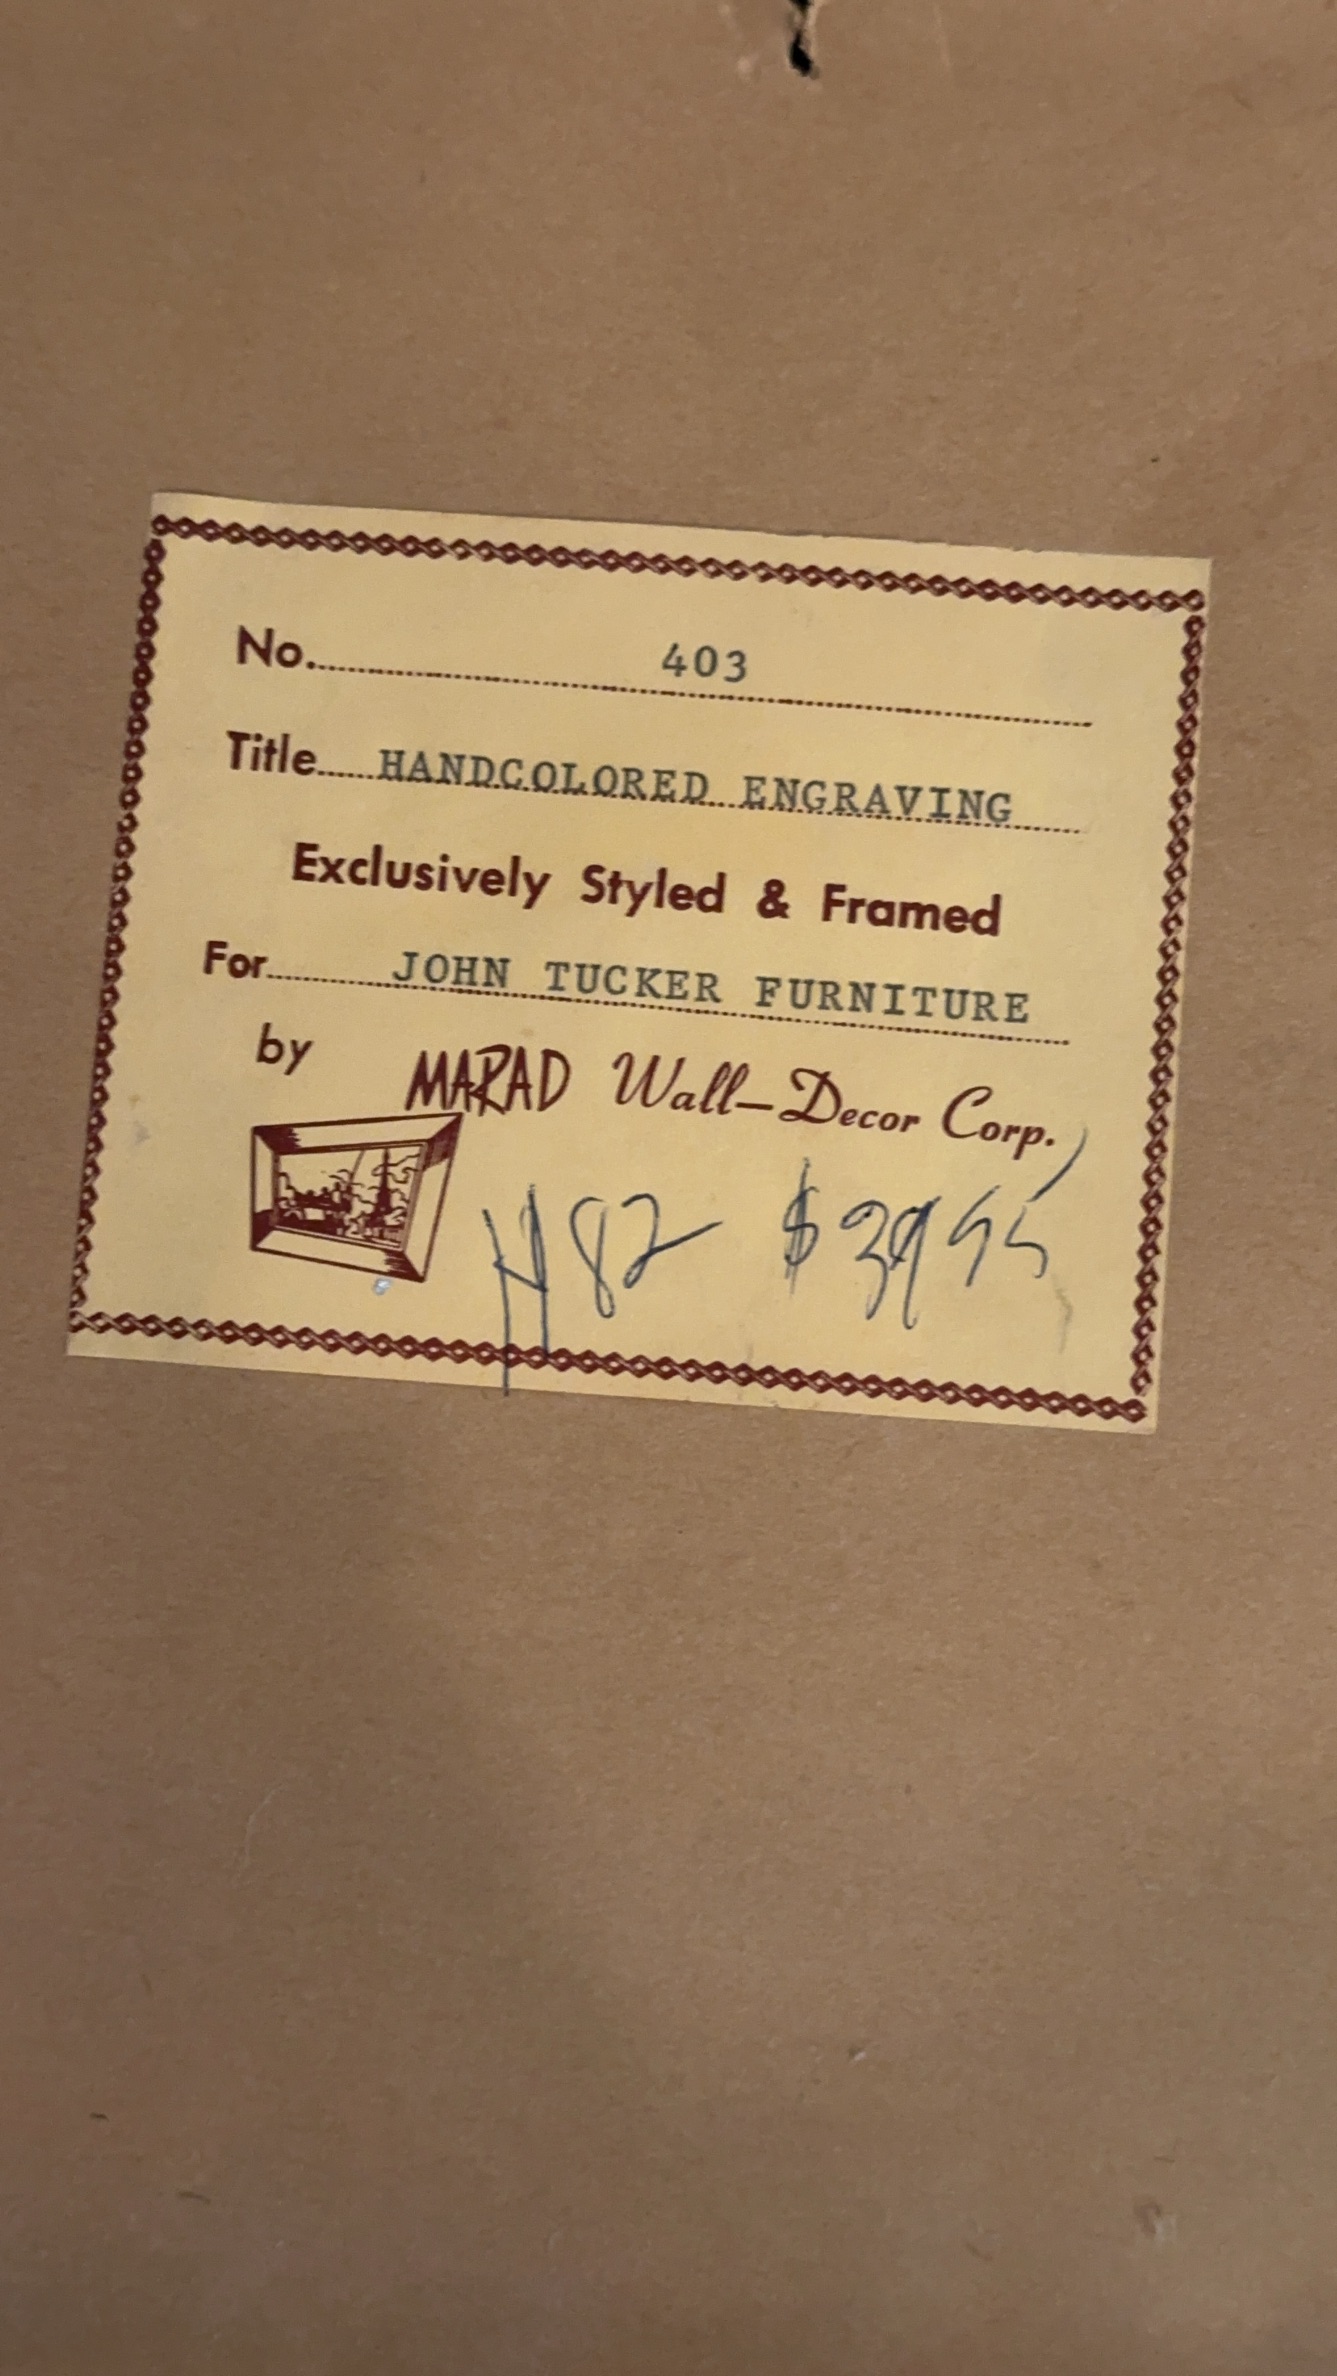 No. 403
Title HANDCOLORED ENGRAVING
Exclusively Styled & Framed
For JOHN TUCKER FURNITURE
by MARAD Wall-Decor Corp.
H82 $39.95